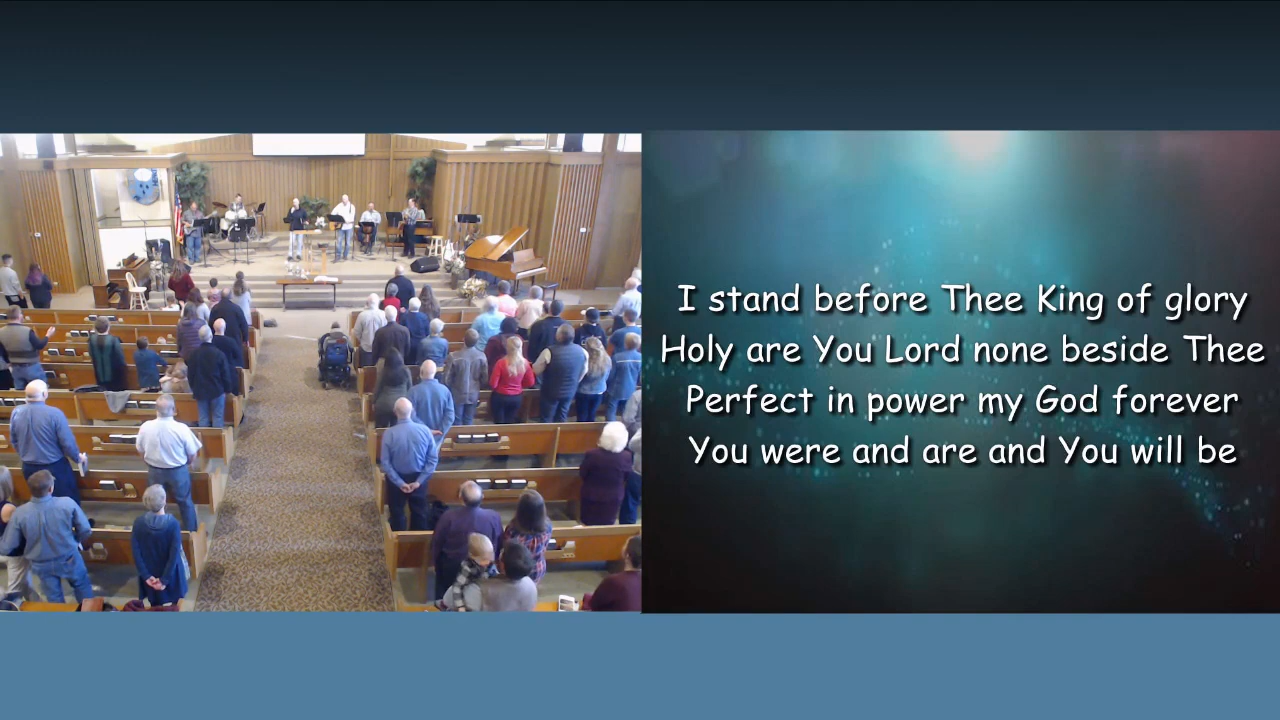 I stand before Thee King of glory
Holy are You Lord none beside Thee
Perfect in power my God forever
You were and are and You will be